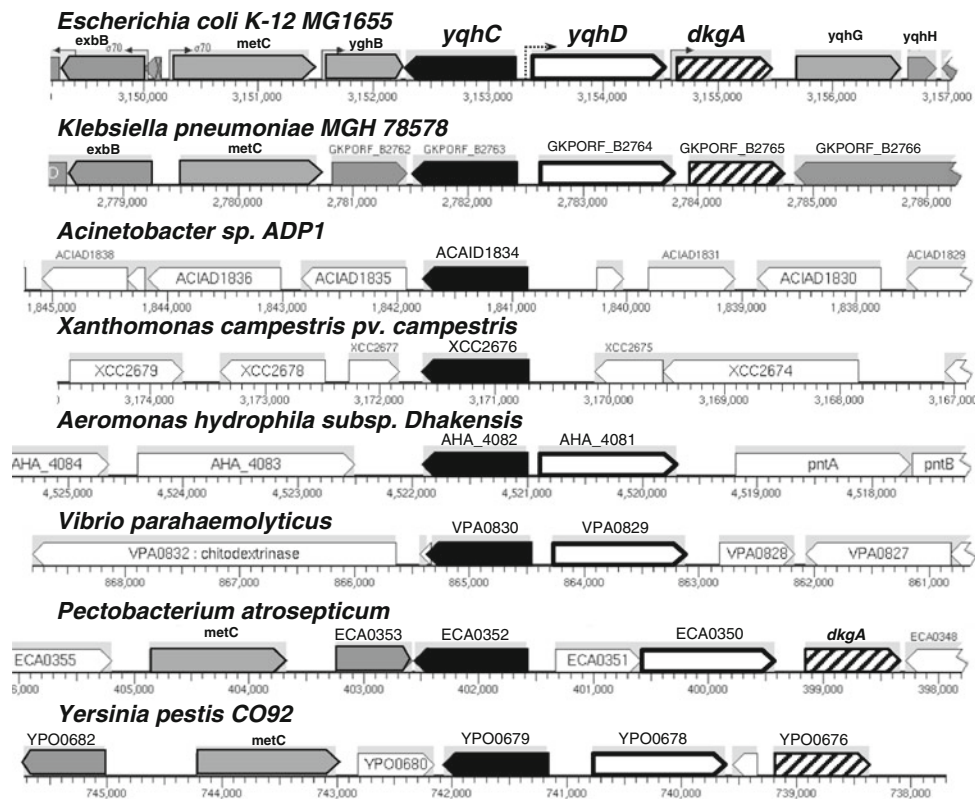 Escherichia coli K-12 MG1655
exbB σ70 σ70 metC yghB yqhC yqhD dkgA yqhG yqhH
3,150,000 3,151,000 3,152,000 3,153,000 3,154,000 3,155,000 3,156,000 3,157,000
Klebsiella pneumoniae MGH 78578
exbB metC GKPORF_B2762 GKPORF_B2763 GKPORF_B2764 GKPORF_B2765 GKPORF_B2766
2,779,000 2,780,000 2,781,000 2,782,000 2,783,000 2,784,000 2,785,000 2,786,000
Acinetobacter sp. ADP1
ACIAD1838 ACIAD1836 ACIAD1835 ACAID1834 ACIAD1831 ACIAD1830 ACIAD1829
1,845,000 1,844,000 1,843,000 1,842,000 1,841,000 1,840,000 1,839,000 1,838,000
Xanthomonas campestris pv. campestris
XCC2679 XCC2678 XCC2677 XCC2676 XCC2675 XCC2674
3,174,000 3,173,000 3,172,000 3,171,000 3,170,000 3,169,000 3,168,000 3,167,000
Aeromonas hydrophila subsp. Dhakensis
AHA_4084 AHA_4083 AHA_4082 AHA_4081 pntA pntB
4,525,000 4,524,000 4,523,000 4,522,000 4,521,000 4,520,000 4,519,000 4,518,000
Vibrio parahaemolyticus
VPA0832 : chitodextrinase VPA0830 VPA0829 VPA0828 VPA0827
868,000 867,000 866,000 865,000 864,000 863,000 862,000 861,000
Pectobacterium atrosepticum
ECA0355 metC ECA0353 ECA0352 ECA0351 ECA0350 dkgA ECA0348
405,000 404,000 403,000 402,000 401,000 400,000 399,000 398,000
Yersinia pestis CO92
YPO0682 metC YPO0680 YPO0679 YPO0678 YPO0676
745,000 744,000 743,000 742,000 741,000 740,000 739,000 738,000